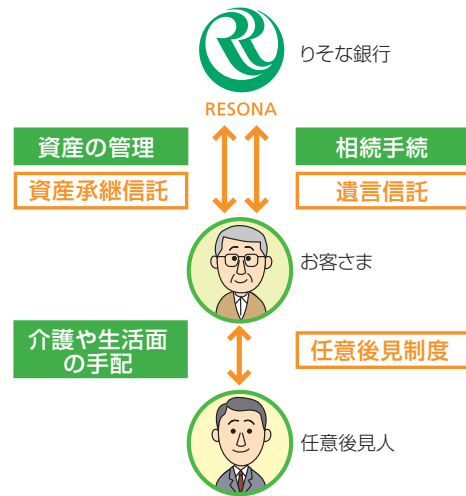 りそな銀行
RESONA
資産の管理
相続手続
資産承継信託
遺言信託
お客さま
介護や生活面
の手配
任意後見制度
任意後見人